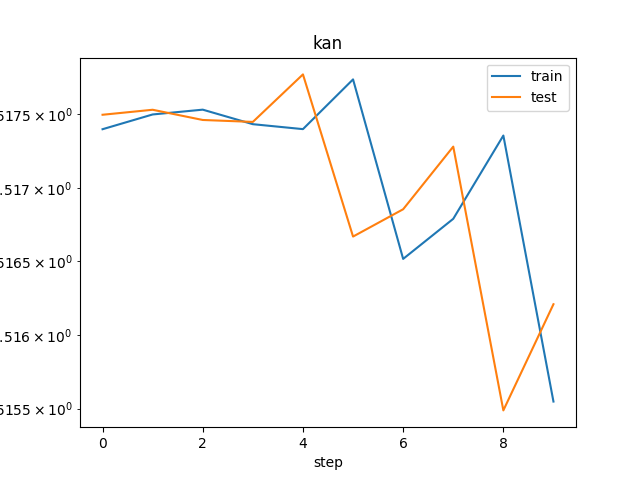 kan
train
test
5175 × 10⁰
.517 × 10⁰
5165 × 10⁰
.516 × 10⁰
5155 × 10⁰
0 2 4 6 8
step